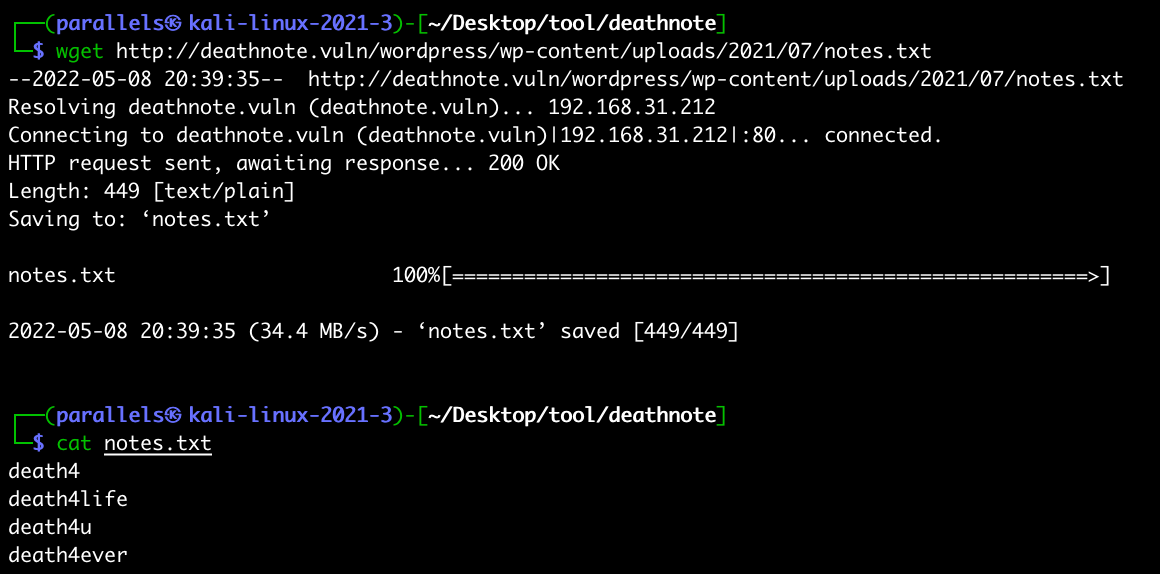 ┌──(parallels㉿kali-linux-2021-3)-[~/Desktop/tool/deathnote]
└─$ wget http://deathnote.vuln/wordpress/wp-content/uploads/2021/07/notes.txt
--2022-05-08 20:39:35--  http://deathnote.vuln/wordpress/wp-content/uploads/2021/07/notes.txt
Resolving deathnote.vuln (deathnote.vuln)... 192.168.31.212
Connecting to deathnote.vuln (deathnote.vuln)|192.168.31.212|:80... connected.
HTTP request sent, awaiting response... 200 OK
Length: 449 [text/plain]
Saving to: ‘notes.txt’
notes.txt                       100%[=====================================================>]
2022-05-08 20:39:35 (34.4 MB/s) - ‘notes.txt’ saved [449/449]
┌──(parallels㉿kali-linux-2021-3)-[~/Desktop/tool/deathnote]
└─$ cat notes.txt
death4
death4life
death4u
death4ever